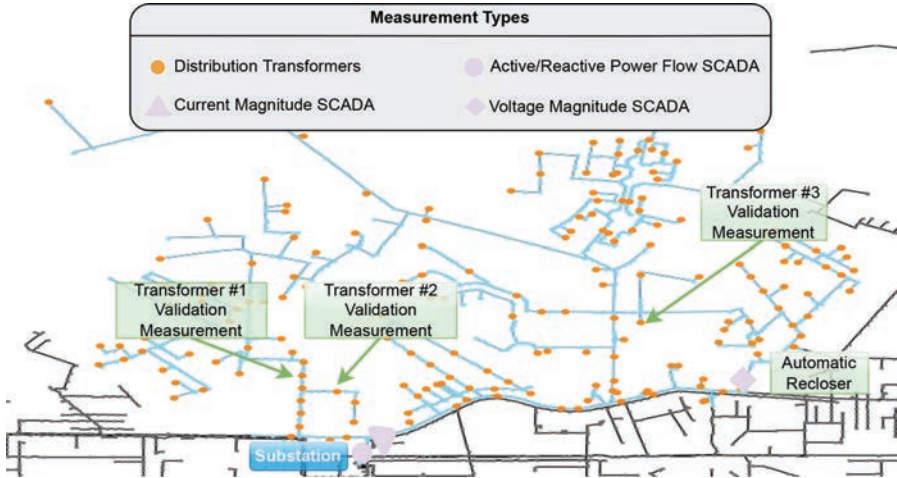 Measurement Types
Distribution Transformers
Active/Reactive Power Flow SCADA
Current Magnitude SCADA
Voltage Magnitude SCADA
Transformer #3
Validation
Measurement
Transformer #1
Validation
Measurement
Transformer #2
Validation
Measurement
Automatic
Recloser
Substation